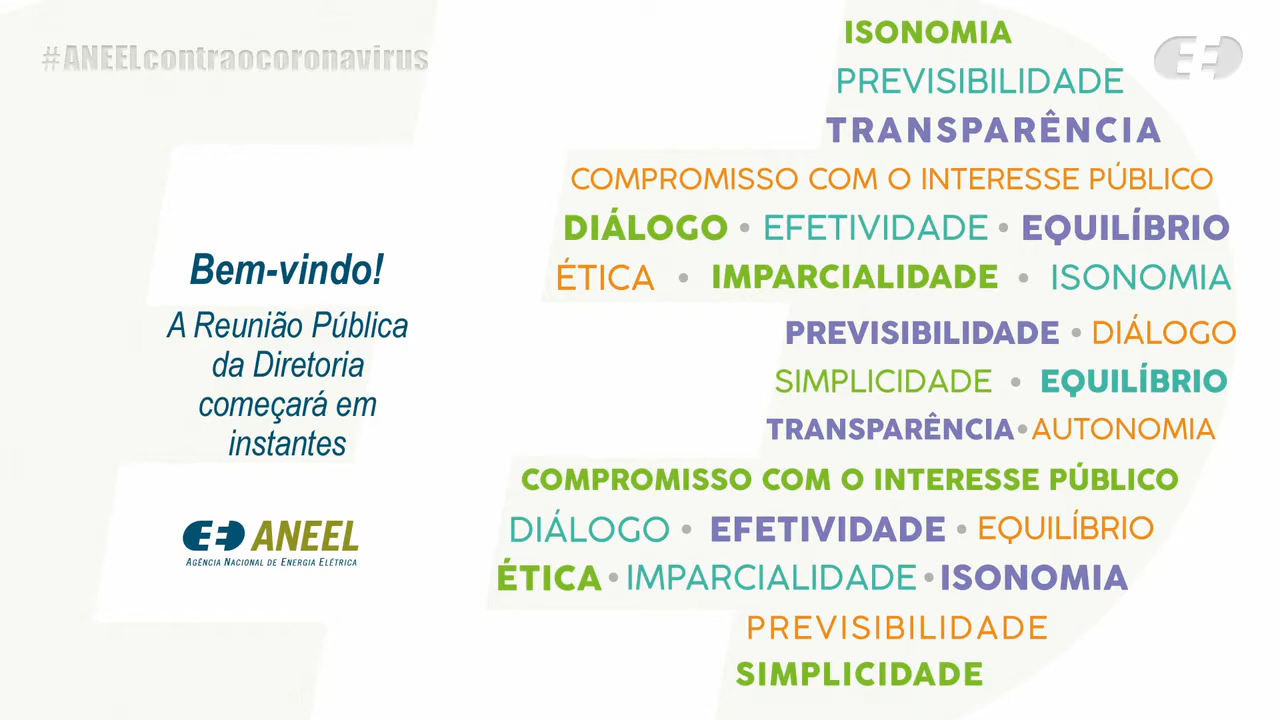 #ANEELcontraocoronavirus
Bem-vindo!
A Reunião Pública
da Diretoria
começará em
instantes
ANEEL
AGÊNCIA NACIONAL DE ENERGIA ELÉTRICA
ISONOMIA
PREVISIBILIDADE
TRANSPARÊNCIA
COMPROMISSO COM O INTERESSE PÚBLICO
DIÁLOGO • EFETIVIDADE • EQUILÍBRIO
ÉTICA • IMPARCIALIDADE • ISONOMIA
PREVISIBILIDADE • DIÁLOGO
SIMPLICIDADE • EQUILÍBRIO
TRANSPARÊNCIA • AUTONOMIA
COMPROMISSO COM O INTERESSE PÚBLICO
DIÁLOGO • EFETIVIDADE • EQUILÍBRIO
ÉTICA • IMPARCIALIDADE • ISONOMIA
PREVISIBILIDADE
SIMPLICIDADE